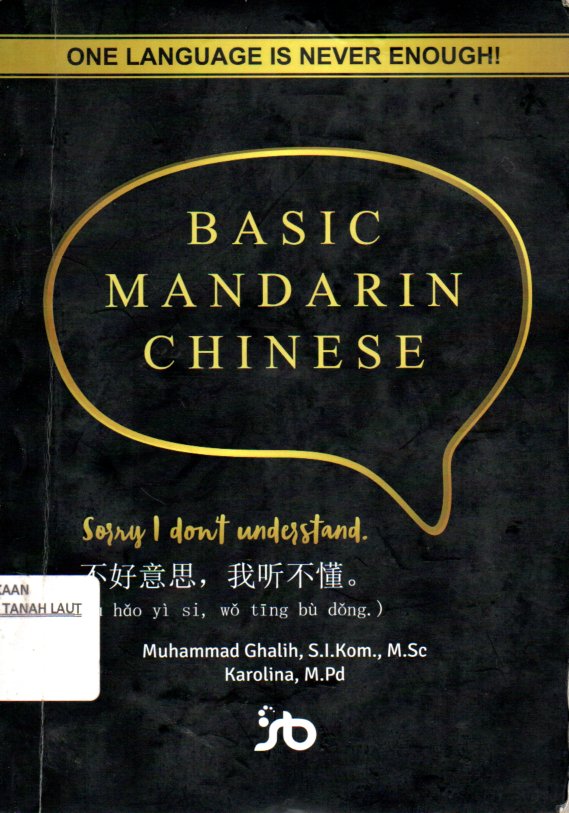 ONE LANGUAGE IS NEVER ENOUGH!
BASIC
MANDARIN
CHINESE
Sorry I don't understand.
不好意思，我听不懂。
hǎo yì si, wǒ tīng bù dǒng.)
KAAN
TANAH LAUT
Muhammad Ghalih, S.I.Kom., M.Sc
Karolina, M.Pd